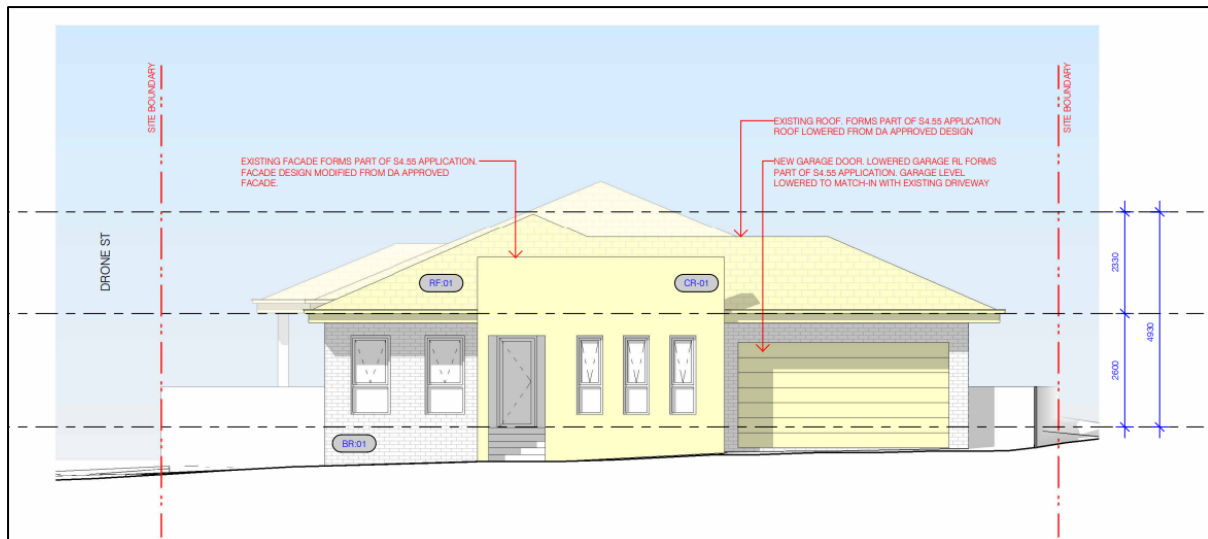 SITE BOUNDARY
SITE BOUNDARY
EXISTING ROOF. FORMS PART OF S4.55 APPLICATION
ROOF LOWERED FROM DA APPROVED DESIGN
EXISTING FACADE FORMS PART OF S4.55 APPLICATION.
FACADE DESIGN MODIFIED FROM DA APPROVED
FACADE.
NEW GARAGE DOOR. LOWERED GARAGE RL FORMS
PART OF S4.55 APPLICATION. GARAGE LEVEL
LOWERED TO MATCH-IN WITH EXISTING DRIVEWAY
DRONE ST
RF:01
CR-01
2330
4930
2600
BR:01